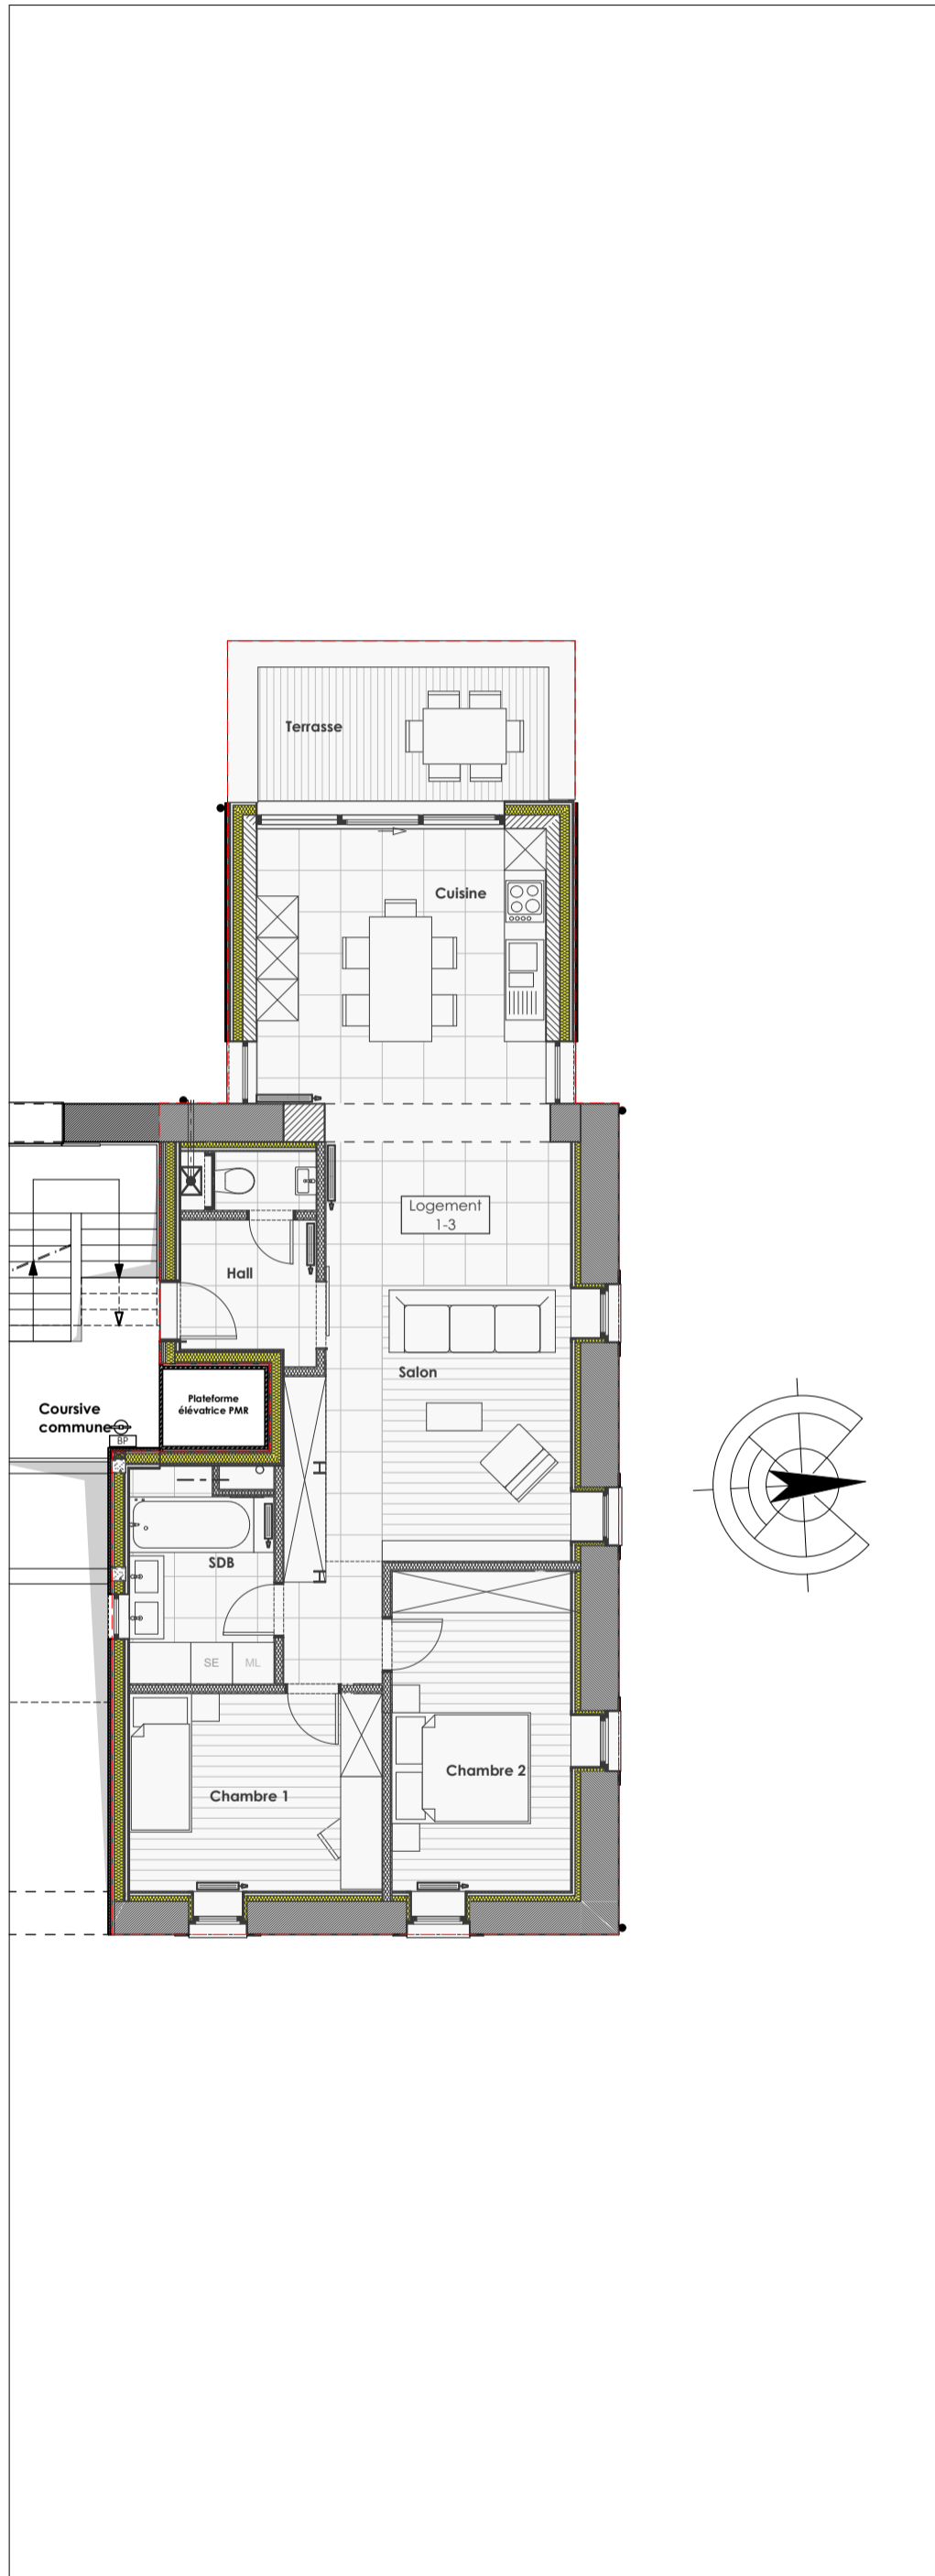 Terrasse
Cuisine
Logement
1-3
Hall
Salon
Plateforme
élévatrice PMR
Coursive
commune
BP
SDB
SE
ML
Chambre 2
Chambre 1